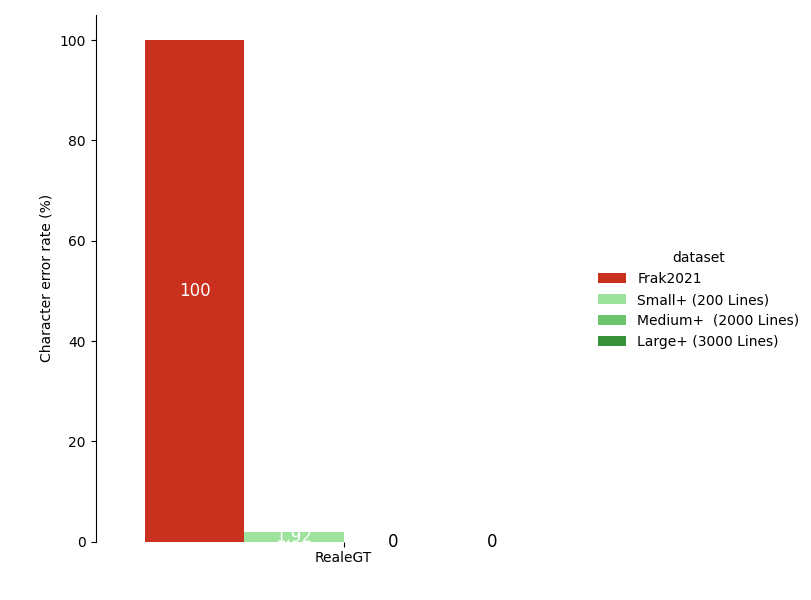 100
80
60
40
20
0
Character error rate (%)
100
1.92
0
0
RealeGT
dataset
Frak2021
Small+ (200 Lines)
Medium+  (2000 Lines)
Large+ (3000 Lines)